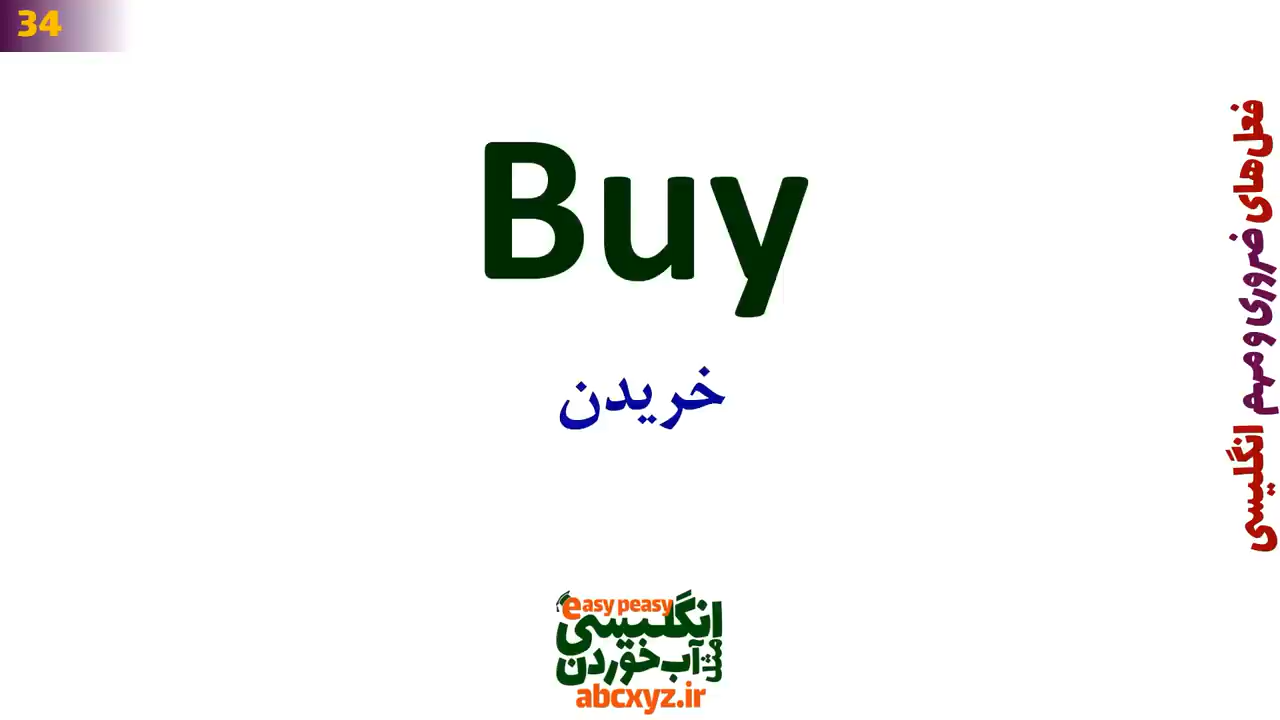 34
Buy
خریدن
فعل‌های ضروری و مهم انگلیسی
easy peasy
انگلیسی
مثل آب خوردن
abcxyz.ir